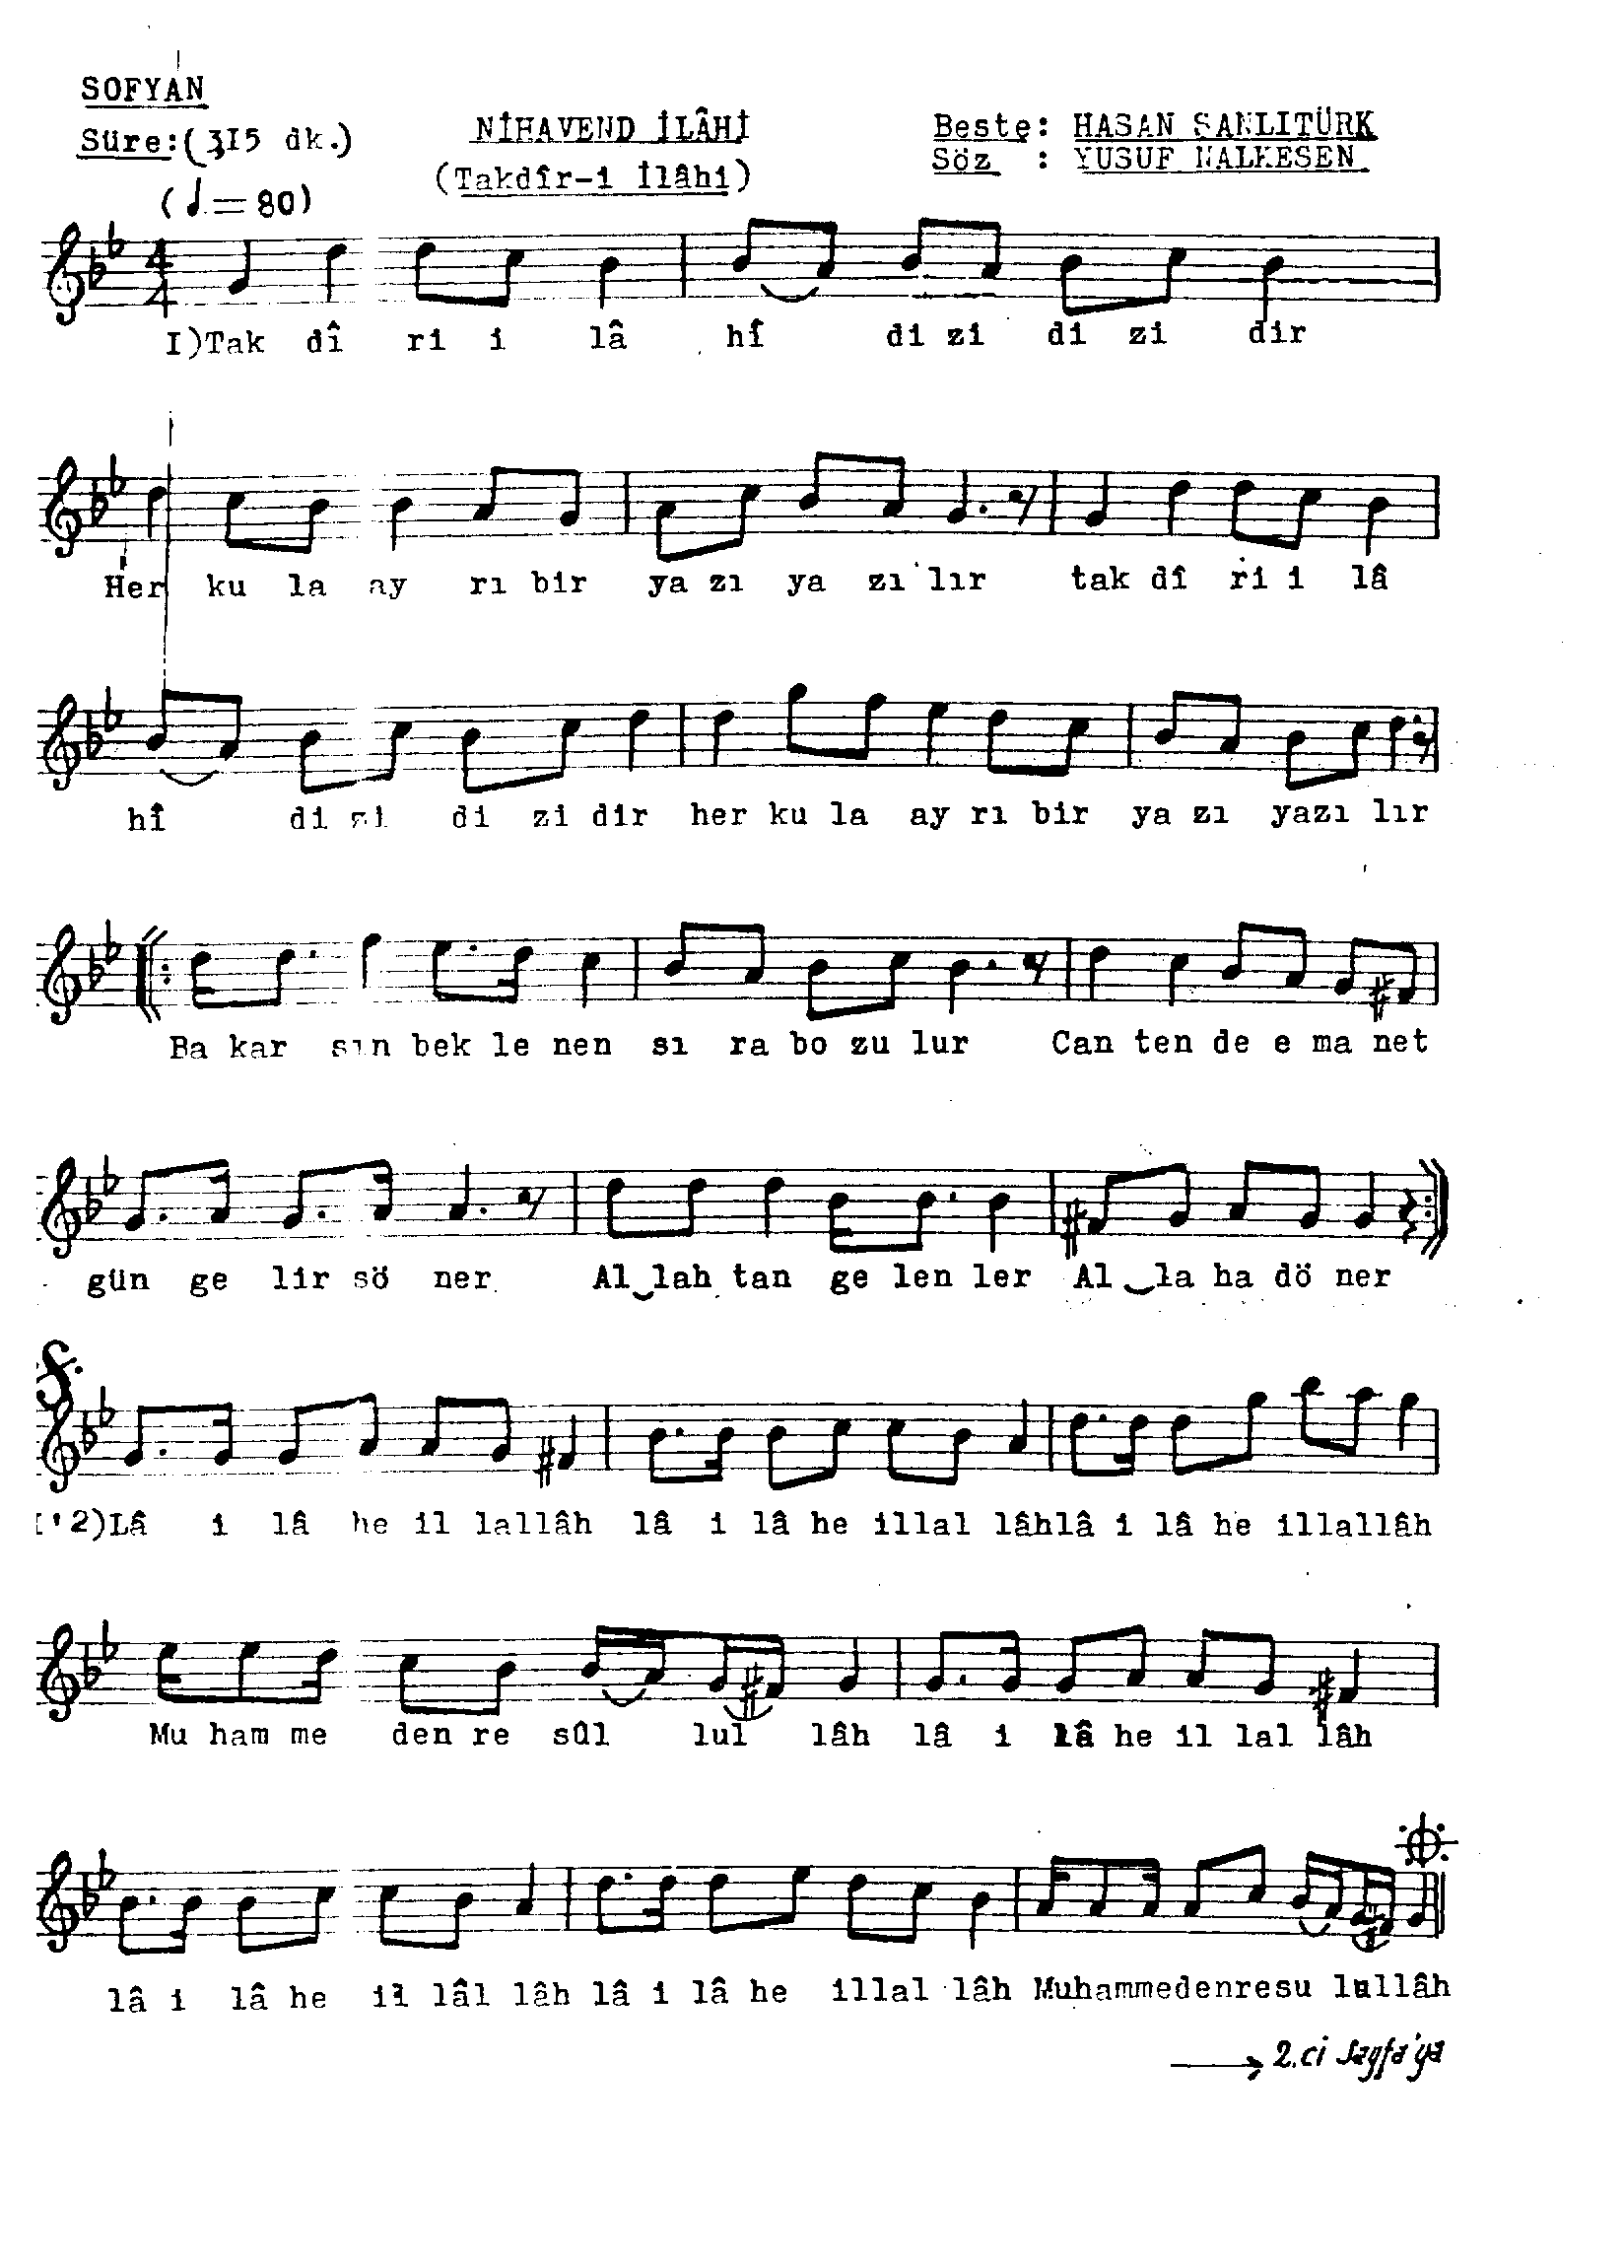 SOFYAN
Süre:(315 dk.)
NİHAVEND İLÂHİ
(Takdîr-i İlâhi)
Beste: HASAN SANLITÜRK
Söz : YUSUF NALKESEN
(♩=80)
4
4
I)Tak dî ri i lâ hî di zi di zi dir
Her ku la ay rı bir ya zı ya zı lır tak dî ri i lâ
hî di zi di zi dir her ku la ay rı bir ya zı yazı lır
Ba kar sın bek le nen sı ra bo zu lur Can ten de e ma net
gün ge lir sö ner Al lah tan ge len ler Al la ha dö ner
2)Lâ i lâ he il lallâh lâ i lâ he illal lâhlâ i lâ he illallâh
Mu ham me den re sûl lul lâh lâ i lâ he il lal lâh
lâ i lâ he il lâl lâh lâ i lâ he illal lâh Muhammedenresu lullâh
→ 2.ci sayfa'ya